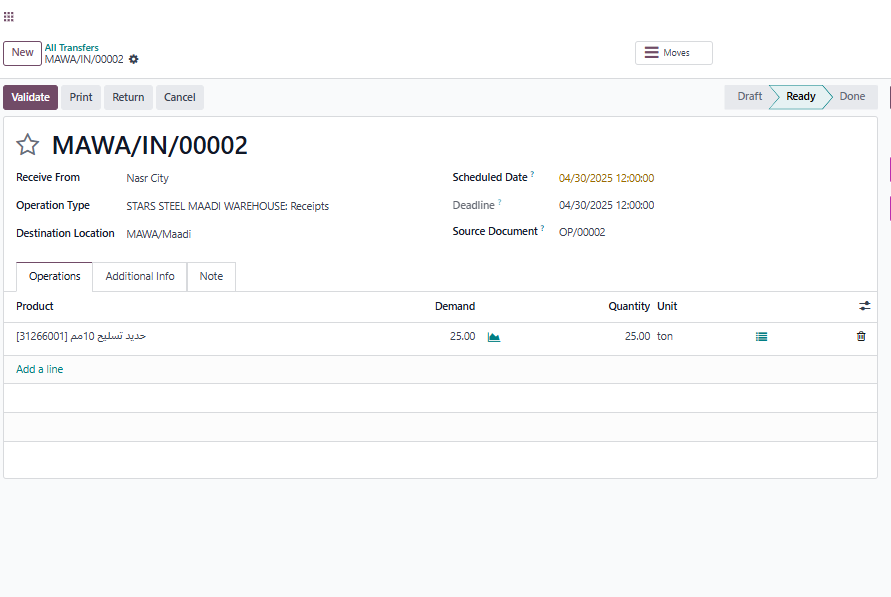 New
All Transfers
MAWA/IN/00002
Moves
Validate Print Return Cancel
Draft Ready Done
MAWA/IN/00002
Receive From Nasr City
Scheduled Date ? 04/30/2025 12:00:00
Operation Type STARS STEEL MAADI WAREHOUSE: Receipts
Deadline ? 04/30/2025 12:00:00
Destination Location MAWA/Maadi
Source Document ? OP/00002
Operations Additional Info Note
Product Demand Quantity Unit
[31266001] حديد تسليح 10مم 25.00 25.00 ton
Add a line